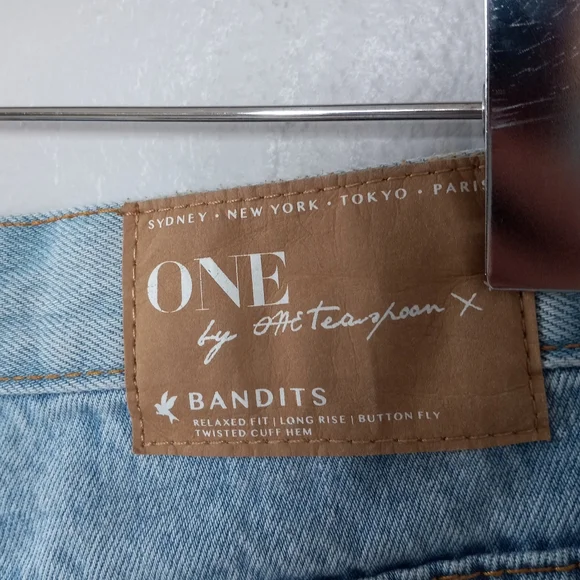 SYDNEY • NEW YORK • TOKYO • PARIS
ONE
by ONE teaspoon X
BANDITS
RELAXED FIT | LONG RISE | BUTTON FLY
TWISTED CUFF HEM